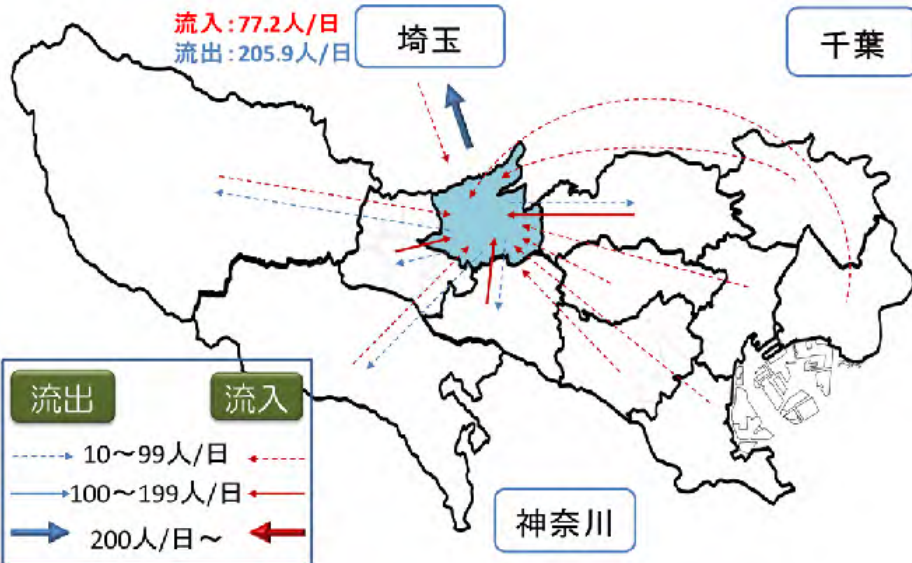 流入:77.2人/日
流出:205.9人/日
埼玉
千葉
流出
流入
10～99人/日
100～199人/日
200人/日～
神奈川